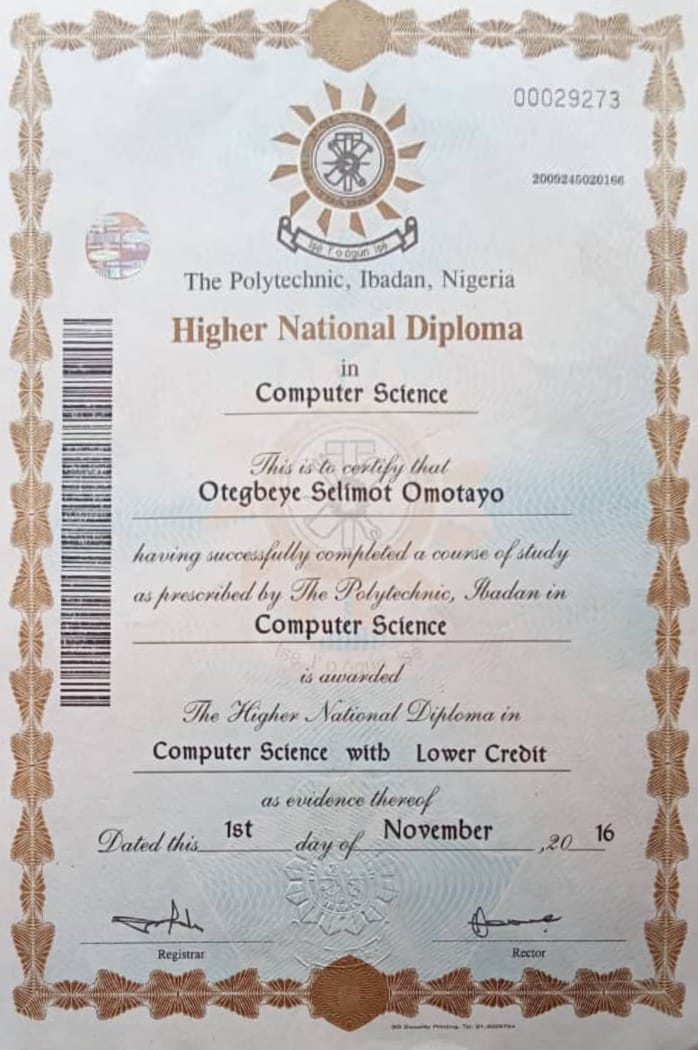 00029273
2009245020166
Isẹ́ l' oògùn ìṣẹ́
The Polytechnic, Ibadan, Nigeria
Higher National Diploma
in
Computer Science
This is to certify that
Otegbeye Selimot Omotayo
having successfully completed a course of study
as prescribed by The Polytechnic, Ibadan in
Computer Science
is awarded
The Higher National Diploma in
Computer Science with Lower Credit
as evidence thereof
Dated this 1st day of November ,20 16
Registrar
Rector